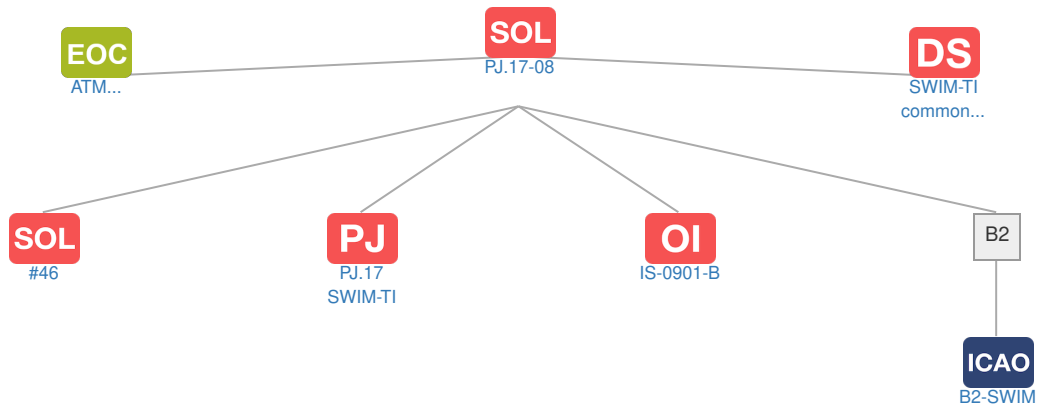 EOC
ATM...
SOL
PJ.17-08
DS
SWIM-TI
common...
SOL
#46
PJ
PJ.17
SWIM-TI
OI
IS-0901-B
B2
ICAO
B2-SWIM